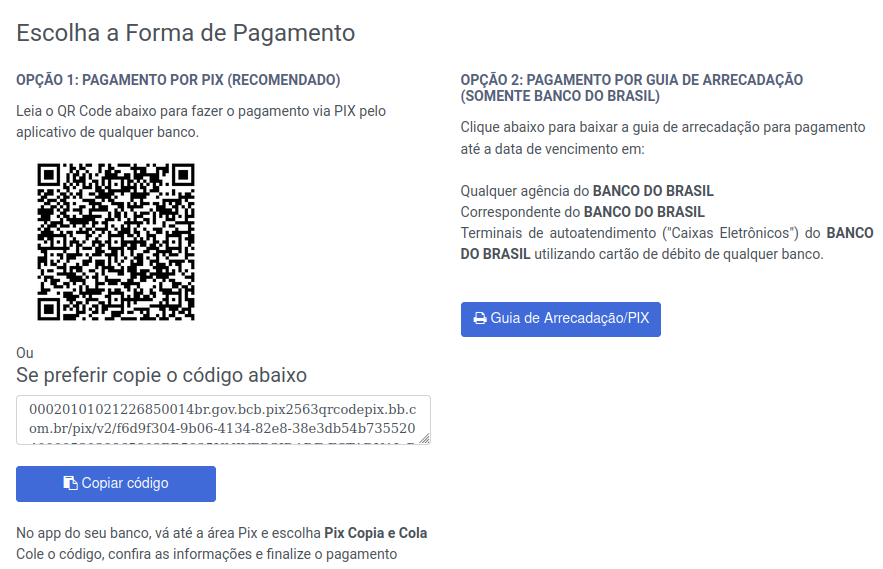 Escolha a Forma de Pagamento
OPÇÃO 1: PAGAMENTO POR PIX (RECOMENDADO)
Leia o QR Code abaixo para fazer o pagamento via PIX pelo
aplicativo de qualquer banco.
Ou
Se preferir copie o código abaixo
00020101021226850014br.gov.bcb.pix2563qrcodepix.bb.c
om.br/pix/v2/f6d9f304-9b06-4134-82e8-38e3db54b735520
Copiar código
No app do seu banco, vá até a área Pix e escolha Pix Copia e Cola
Cole o código, confira as informações e finalize o pagamento
OPÇÃO 2: PAGAMENTO POR GUIA DE ARRECADAÇÃO
(SOMENTE BANCO DO BRASIL)
Clique abaixo para baixar a guia de arrecadação para pagamento
até a data de vencimento em:
Qualquer agência do BANCO DO BRASIL
Correspondente do BANCO DO BRASIL
Terminais de autoatendimento ("Caixas Eletrônicos") do BANCO
DO BRASIL utilizando cartão de débito de qualquer banco.
Guia de Arrecadação/PIX